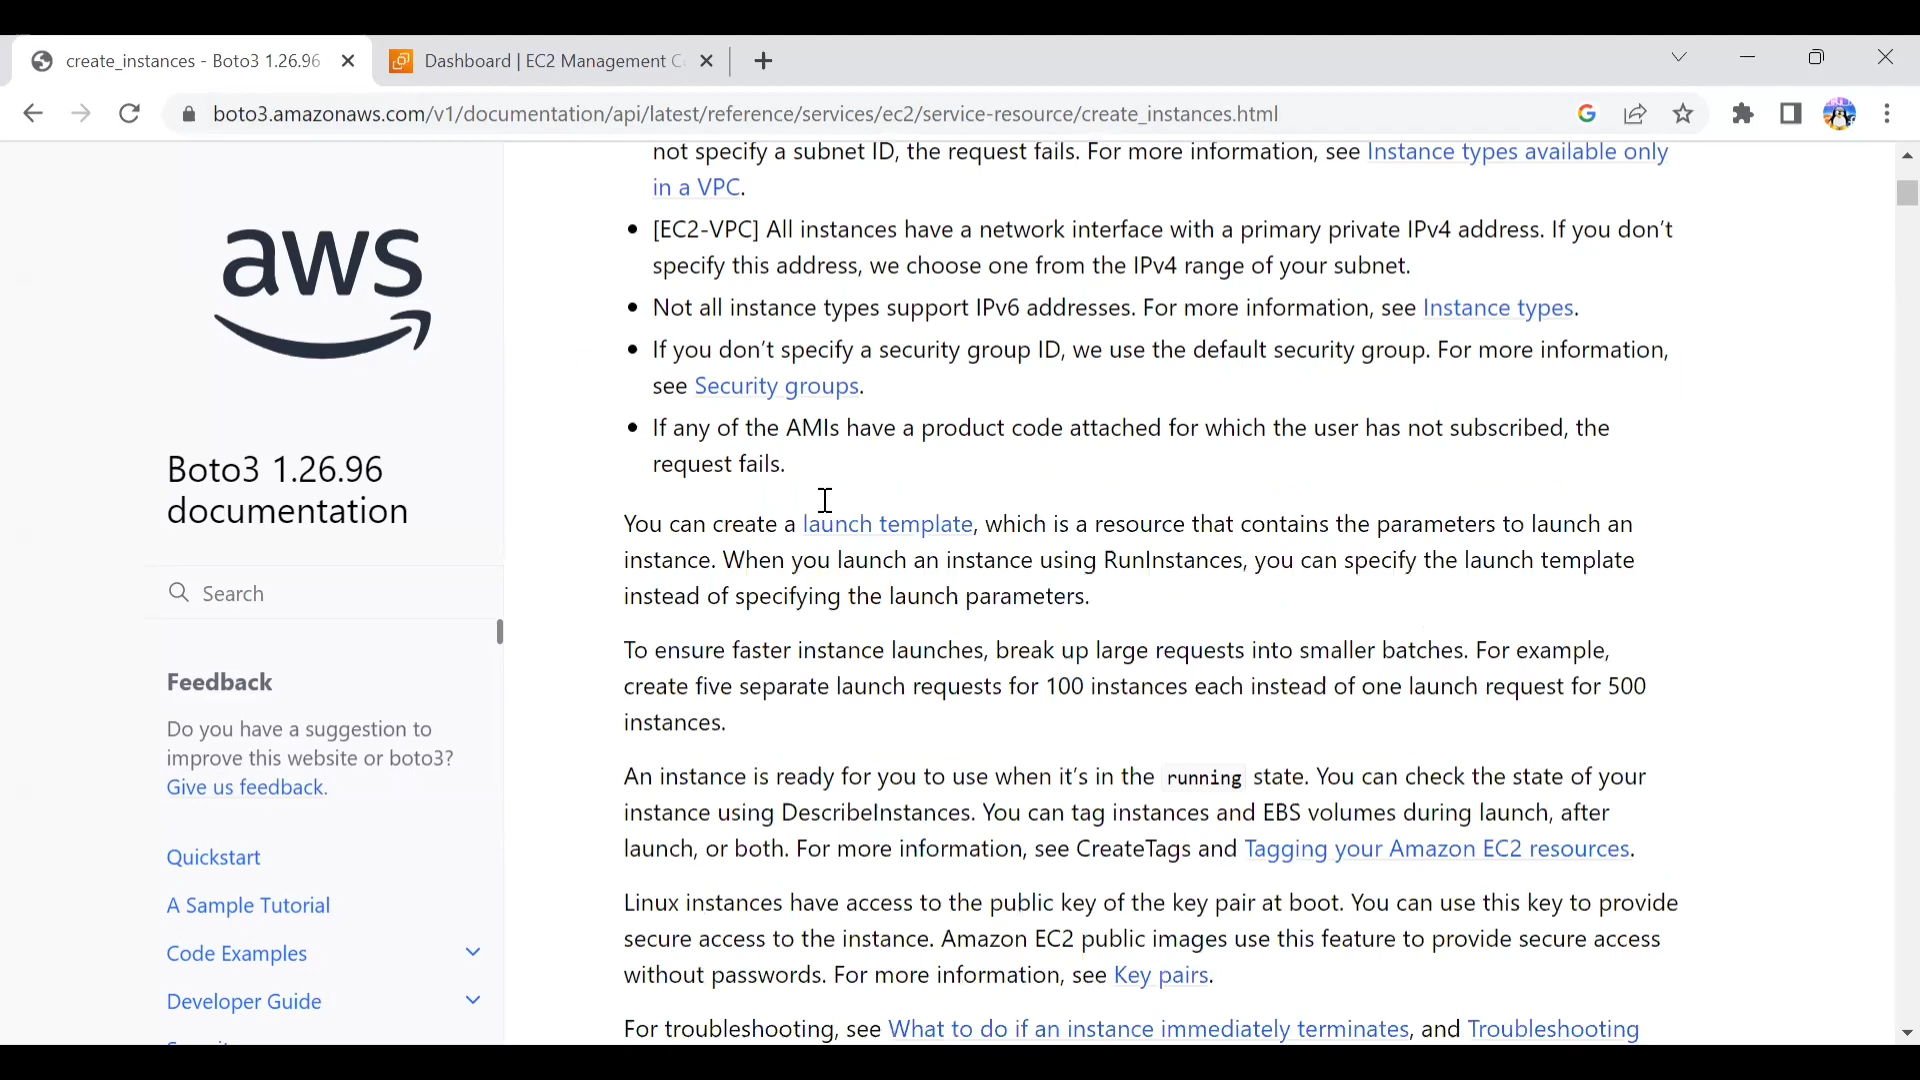 create_instances - Boto3 1.26.96
Dashboard | EC2 Management C
boto3.amazonaws.com/v1/documentation/api/latest/reference/services/ec2/service-resource/create_instances.html
aws
Boto3 1.26.96
documentation
Search
Feedback
Do you have a suggestion to
improve this website or boto3?
Give us feedback.
Quickstart
A Sample Tutorial
Code Examples
Developer Guide
not specify a subnet ID, the request fails. For more information, see Instance types available only
in a VPC.
[EC2-VPC] All instances have a network interface with a primary private IPv4 address. If you don’t
specify this address, we choose one from the IPv4 range of your subnet.
Not all instance types support IPv6 addresses. For more information, see Instance types.
If you don’t specify a security group ID, we use the default security group. For more information,
see Security groups.
If any of the AMIs have a product code attached for which the user has not subscribed, the
request fails.
You can create a launch template, which is a resource that contains the parameters to launch an
instance. When you launch an instance using RunInstances, you can specify the launch template
instead of specifying the launch parameters.
To ensure faster instance launches, break up large requests into smaller batches. For example,
create five separate launch requests for 100 instances each instead of one launch request for 500
instances.
An instance is ready for you to use when it’s in the running state. You can check the state of your
instance using DescribeInstances. You can tag instances and EBS volumes during launch, after
launch, or both. For more information, see CreateTags and Tagging your Amazon EC2 resources.
Linux instances have access to the public key of the key pair at boot. You can use this key to provide
secure access to the instance. Amazon EC2 public images use this feature to provide secure access
without passwords. For more information, see Key pairs.
For troubleshooting, see What to do if an instance immediately terminates, and Troubleshooting